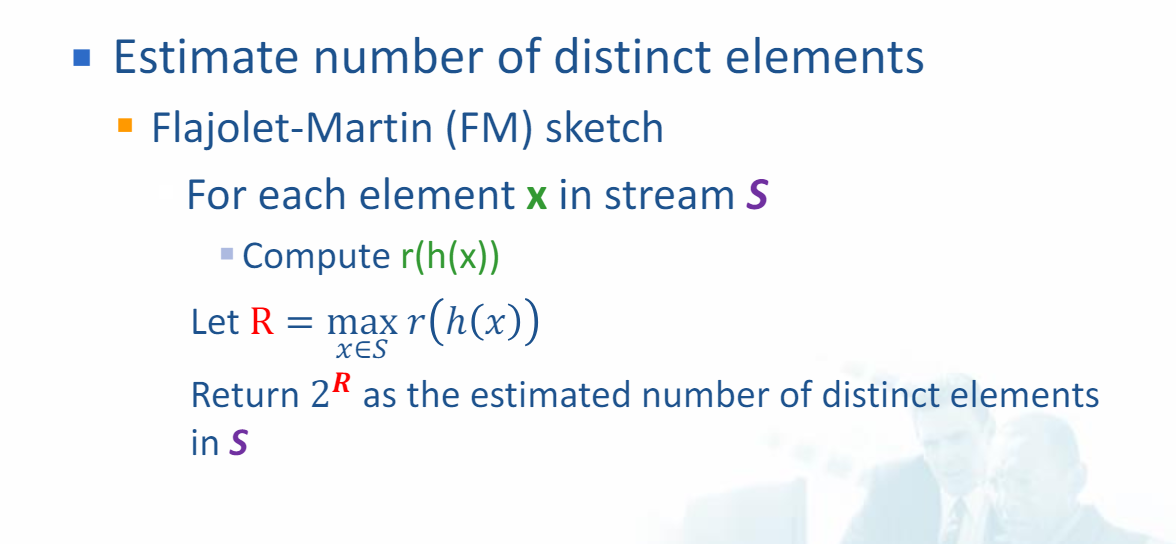 Estimate number of distinct elements
Flajolet-Martin (FM) sketch
For each element x in stream S
Compute r(h(x))
Let R = max r(h(x))
x∈S
Return 2^R as the estimated number of distinct elements
in S